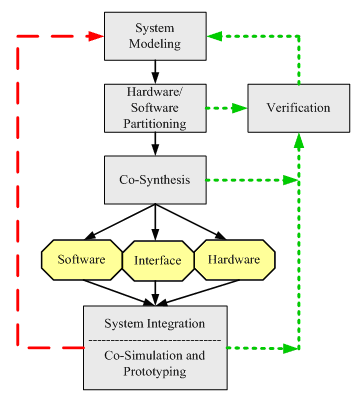 System
Modeling
Hardware/
Software
Partitioning
Verification
Co-Synthesis
Software
Interface
Hardware
System Integration
Co-Simulation and
Prototyping